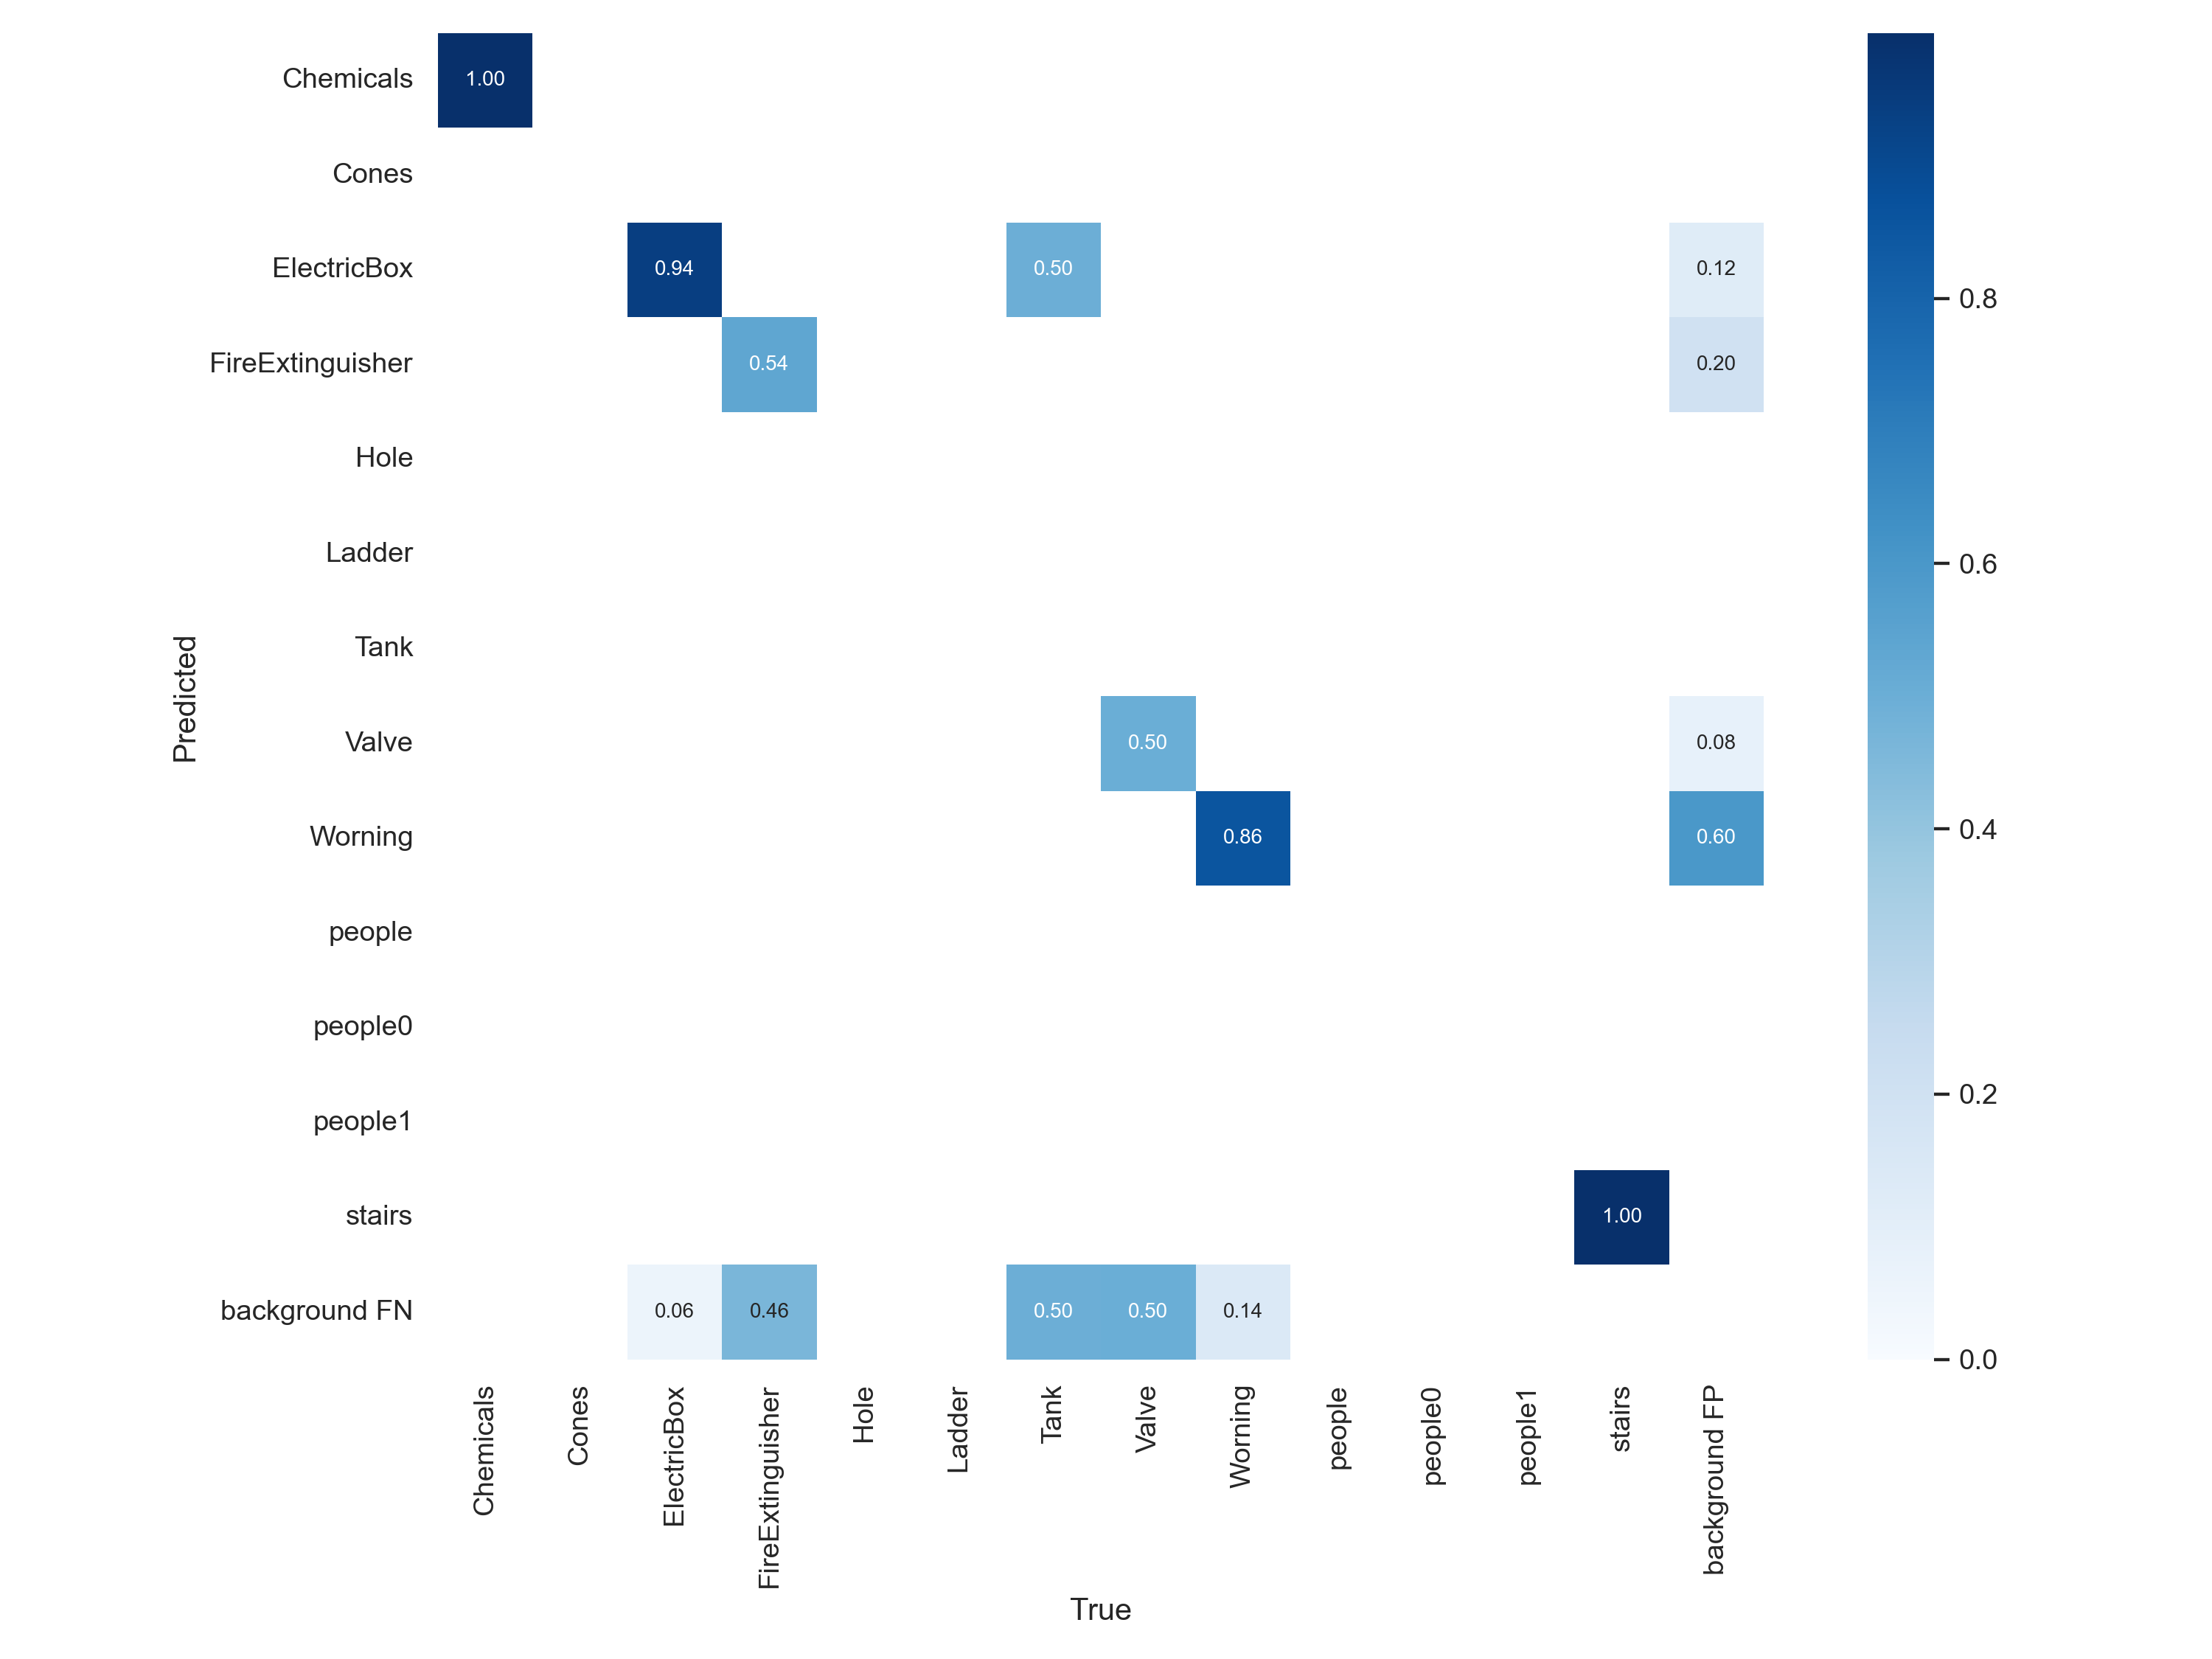 Chemicals 1.00
Cones
ElectricBox 0.94 0.50 0.12
0.8
FireExtinguisher 0.54 0.20
Hole
Ladder
0.6
Tank
Predicted
Valve 0.50 0.08
Worning 0.86 0.60
0.4
people
people0
0.2
people1
stairs 1.00
background FN 0.06 0.46 0.50 0.50 0.14
0.0
Chemicals
Cones
ElectricBox
FireExtinguisher
Hole
Ladder
Tank
Valve
Worning
people
people0
people1
stairs
background FP
True